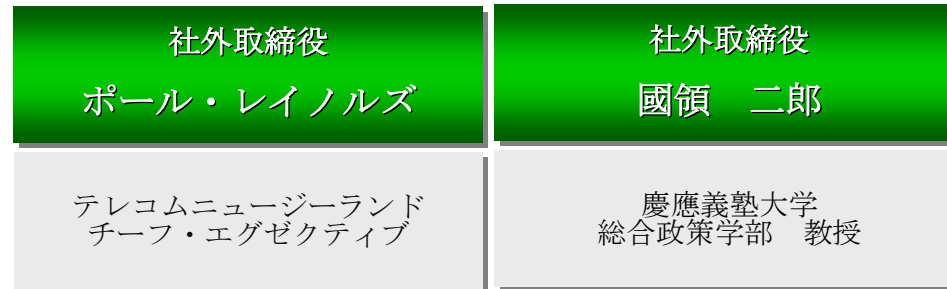 社外取締役
ポール・レイノルズ
テレコムニュージーランド
チーフ・エグゼクティブ
社外取締役
國領　二郎
慶應義塾大学
総合政策学部　教授